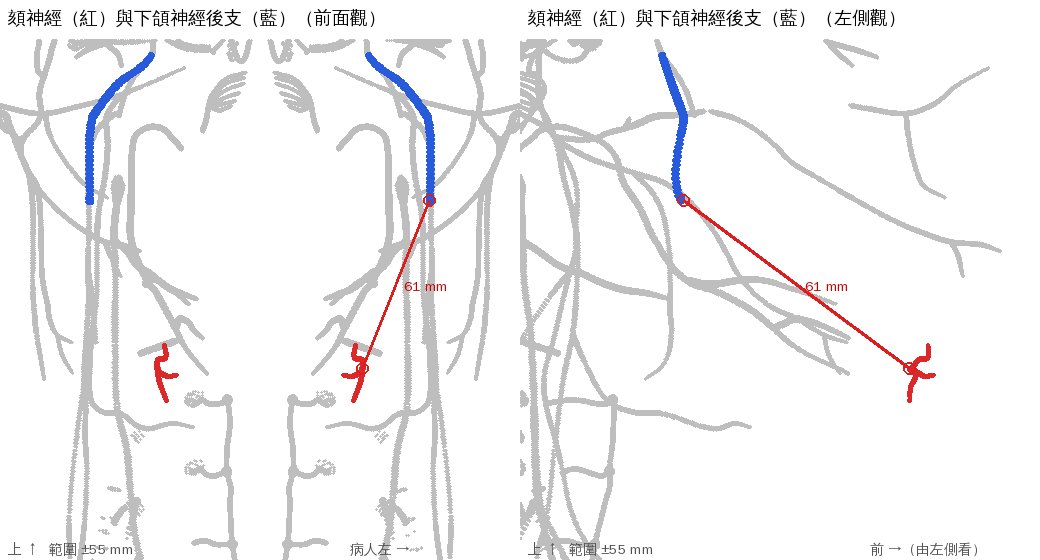 頦神經（紅）與下頜神經後支（藍）（前面觀）
頦神經（紅）與下頜神經後支（藍）（左側觀）
61 mm
61 mm
上 ↑ 範圍 ±55 mm
病人左 →
上 ↑ 範圍 ±55 mm
前 →（由左側看）